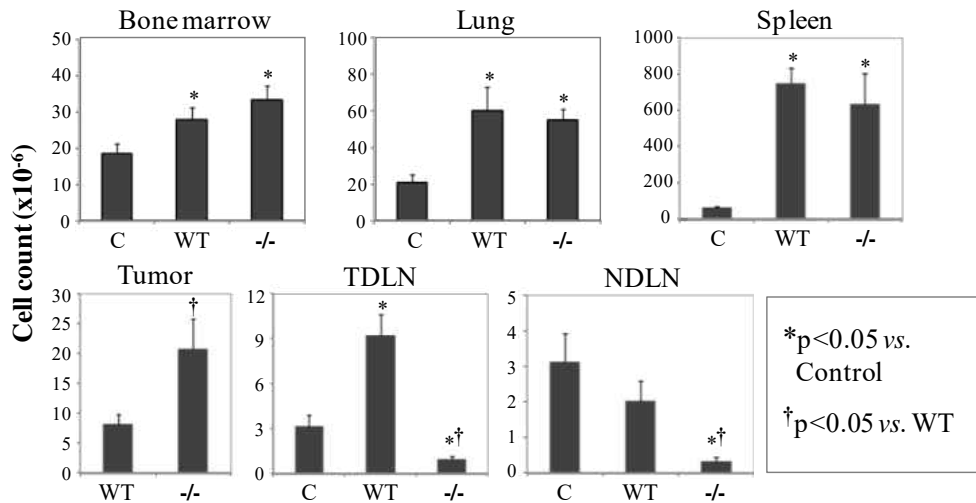 Bone marrow
50
40
30
20
10
0
*
*
C WT -/-
Lung
100
80
60
40
20
0
*
*
C WT -/-
Spleen
1000
800
600
400
200
0
*
*
C WT -/-
Cell count (x10-6)
Tumor
30
25
20
15
10
5
0
†
WT -/-
TDLN
12
9
6
3
0
*
*†
C WT -/-
NDLN
5
4
3
2
1
0
*†
C WT -/-
*p<0.05 vs.
Control
†p<0.05 vs. WT